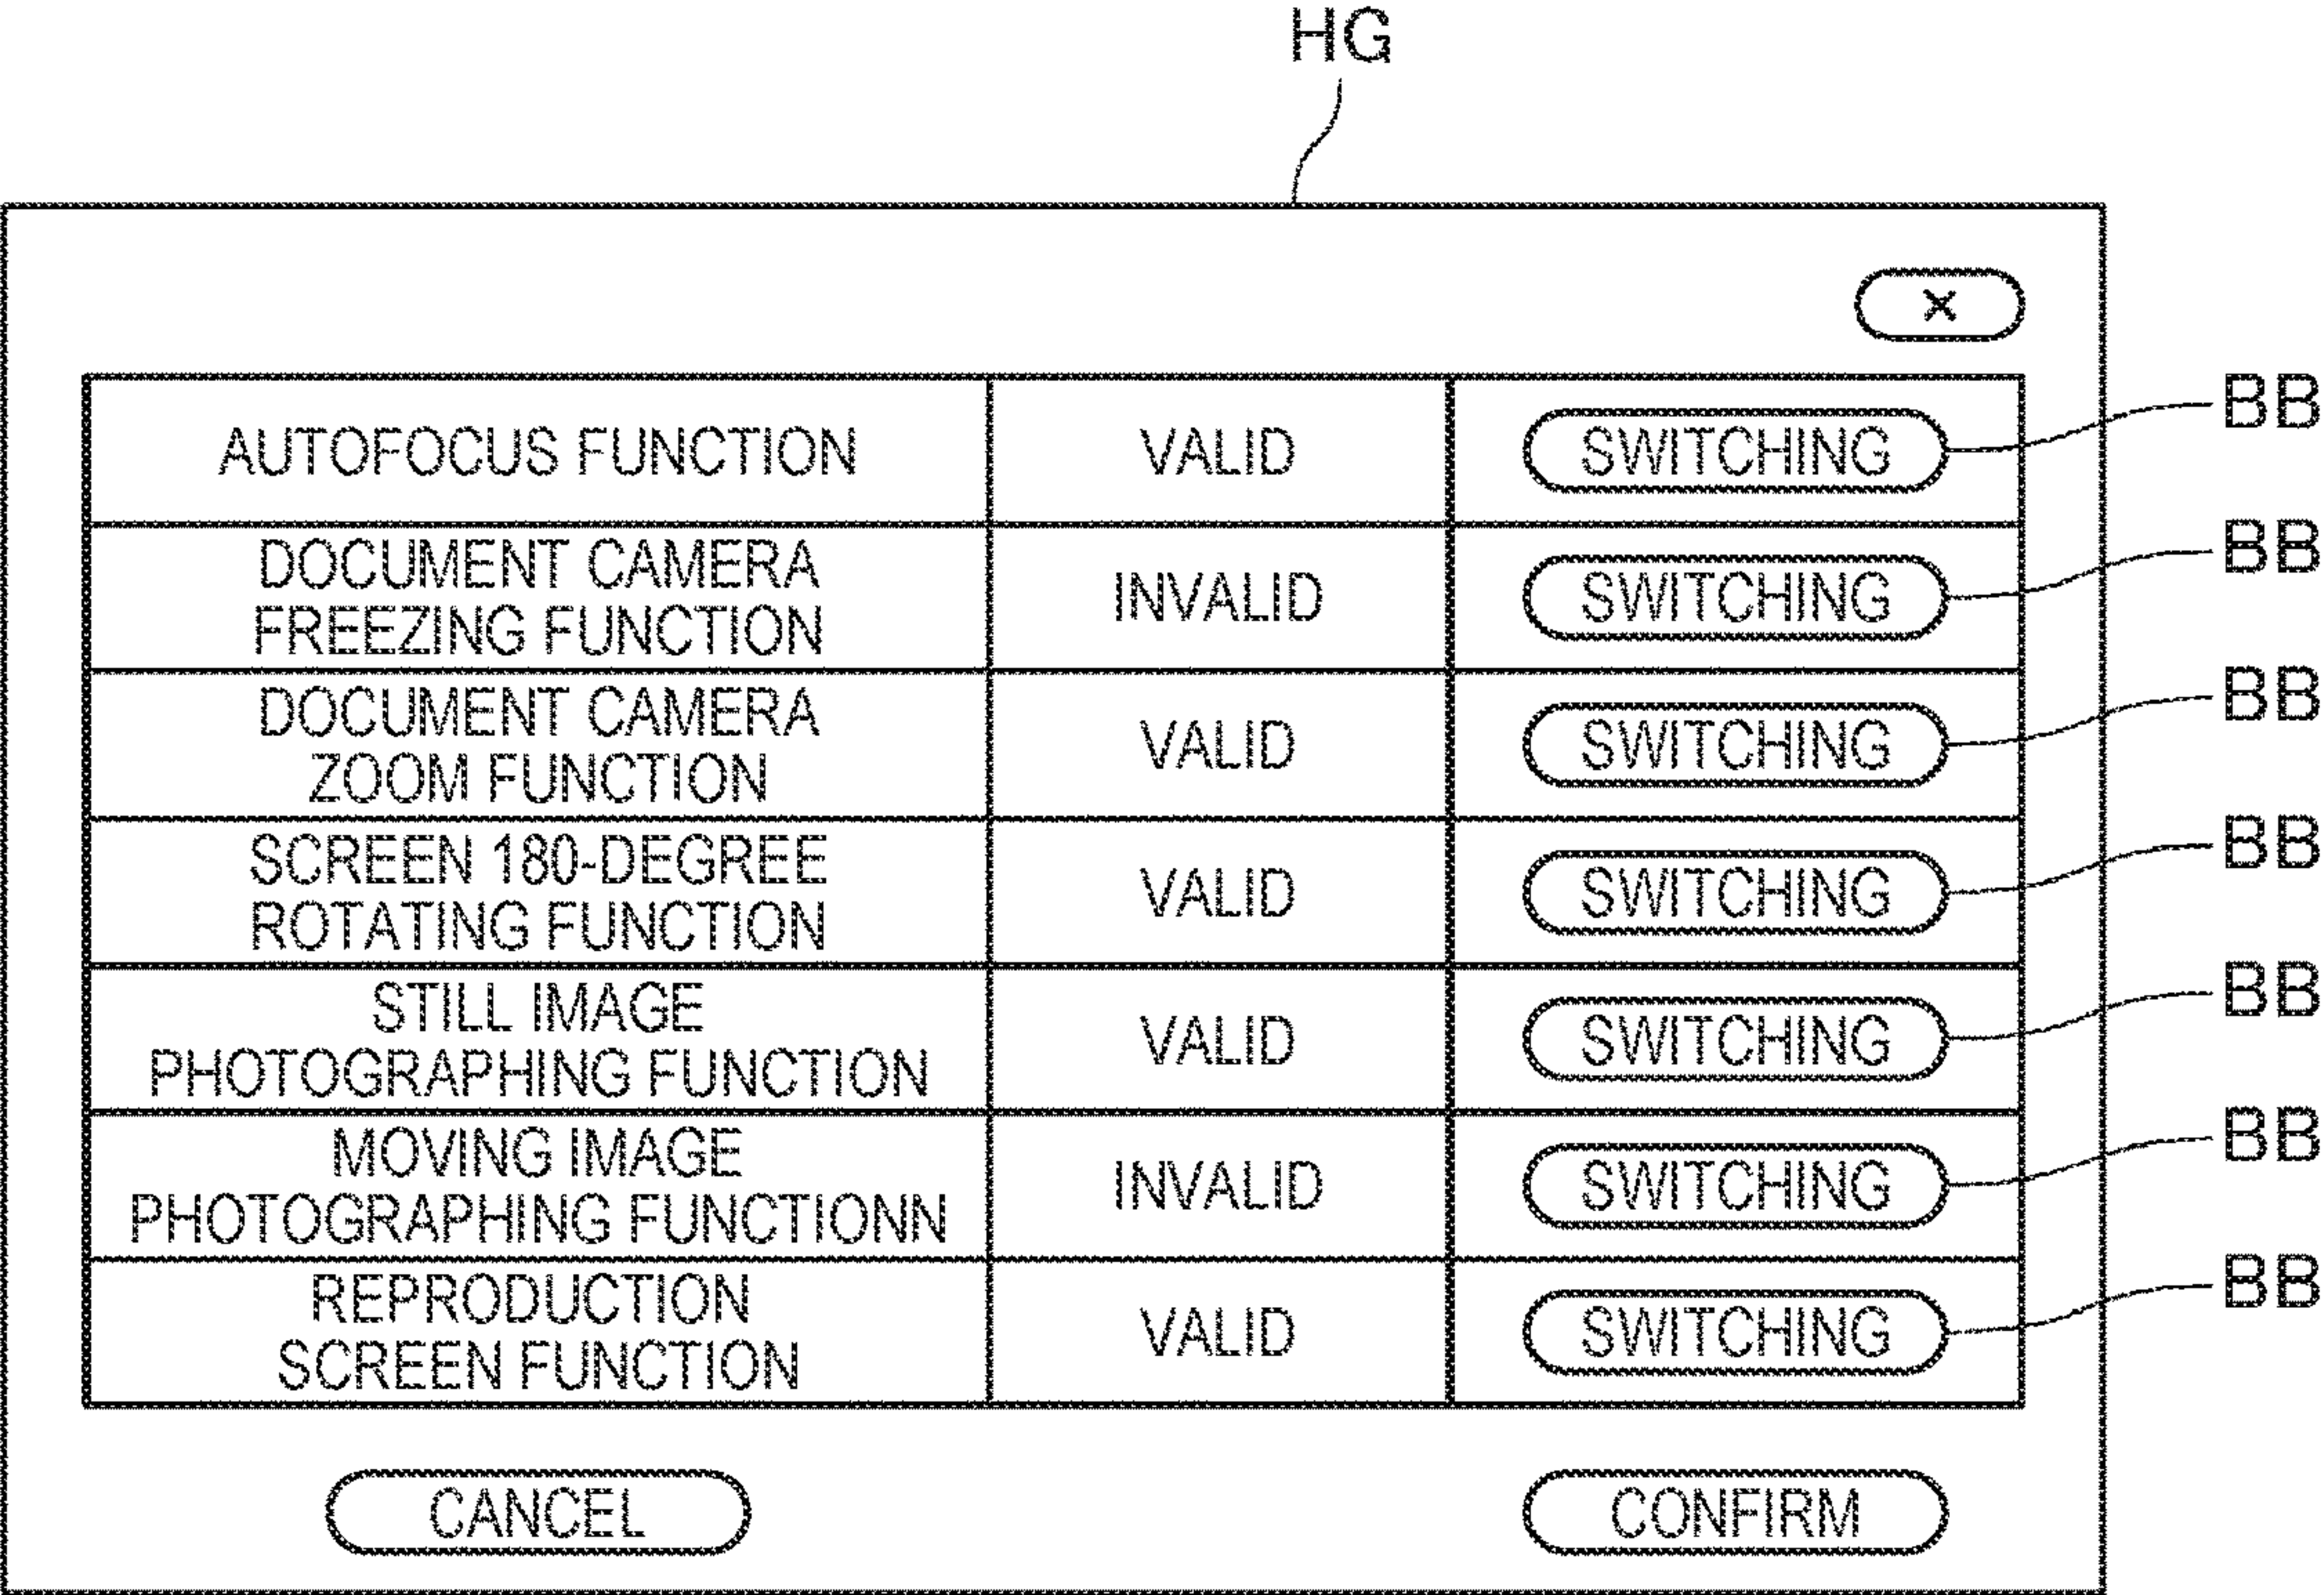 HG
×
AUTOFOCUS FUNCTION VALID SWITCHING BB
DOCUMENT CAMERA
FREEZING FUNCTION INVALID SWITCHING BB
DOCUMENT CAMERA
ZOOM FUNCTION VALID SWITCHING BB
SCREEN 180-DEGREE
ROTATING FUNCTION VALID SWITCHING BB
STILL IMAGE
PHOTOGRAPHING FUNCTION VALID SWITCHING BB
MOVING IMAGE
PHOTOGRAPHING FUNCTIONN INVALID SWITCHING BB
REPRODUCTION
SCREEN FUNCTION VALID SWITCHING BB
CANCEL CONFIRM